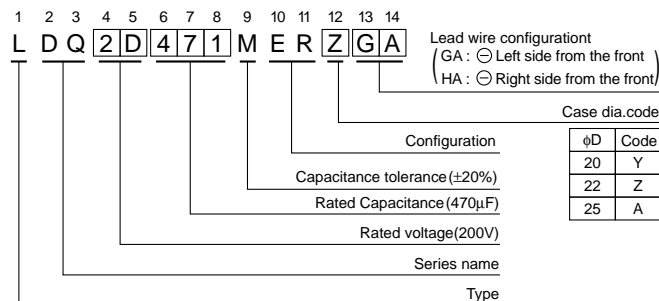 1 2 3 4 5 6 7 8 9 10 11 12 13 14
L D Q 2 D 4 7 1 M E R Z G A
Lead wire configurationt
GA : ⊖ Left side from the front
HA : ⊖ Right side from the front
Case dia.code
Configuration
φD Code
20 Y
22 Z
25 A
Capacitance tolerance(±20%)
Rated Capacitance(470μF)
Rated voltage(200V)
Series name
Type